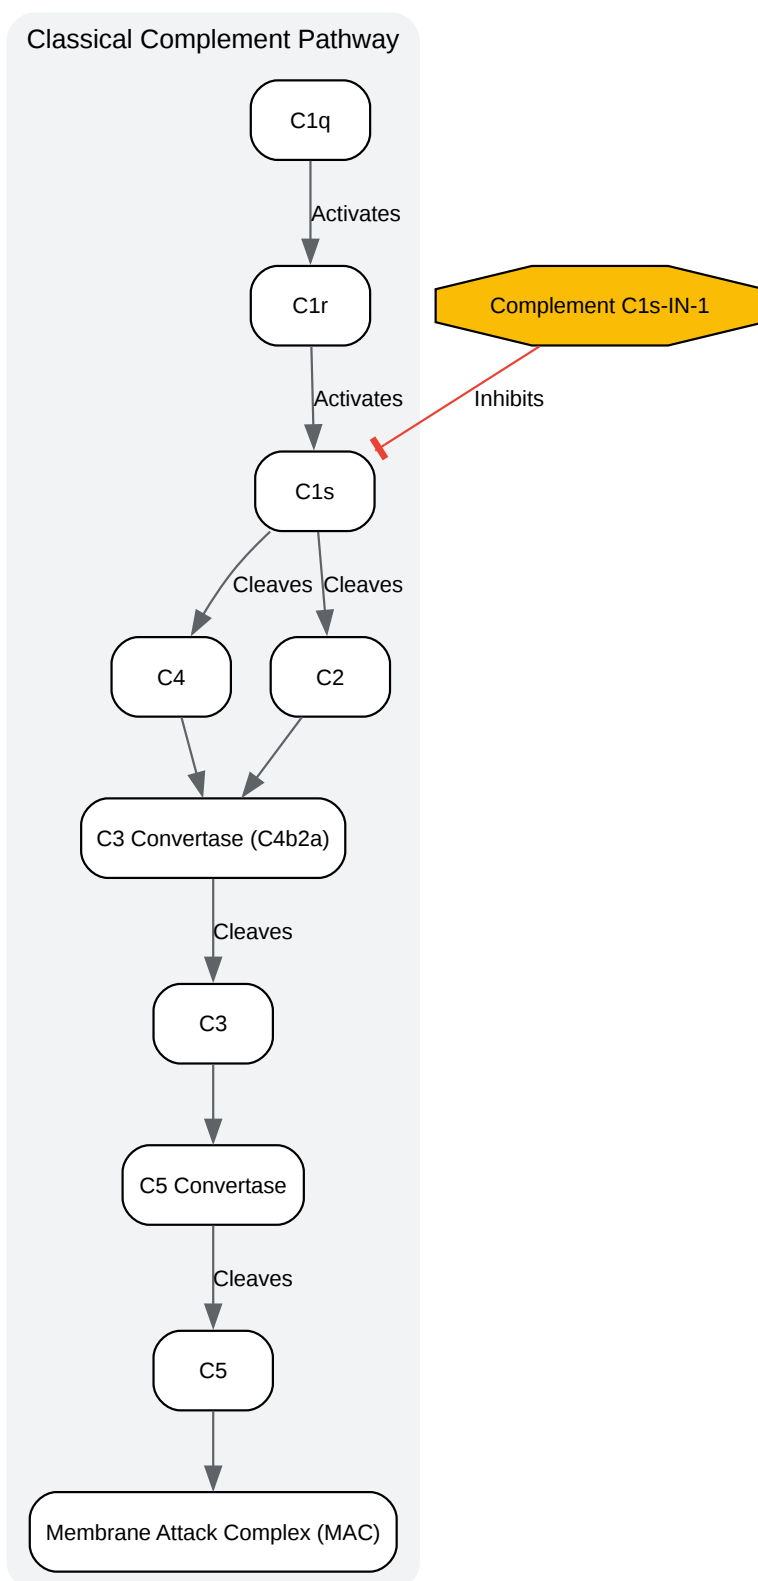 Classical Complement Pathway
C1q
Activates
C1r
Complement C1s-IN-1
Activates
Inhibits
C1s
Cleaves
Cleaves
C4
C2
C3 Convertase (C4b2a)
Cleaves
C3
C5 Convertase
Cleaves
C5
Membrane Attack Complex (MAC)